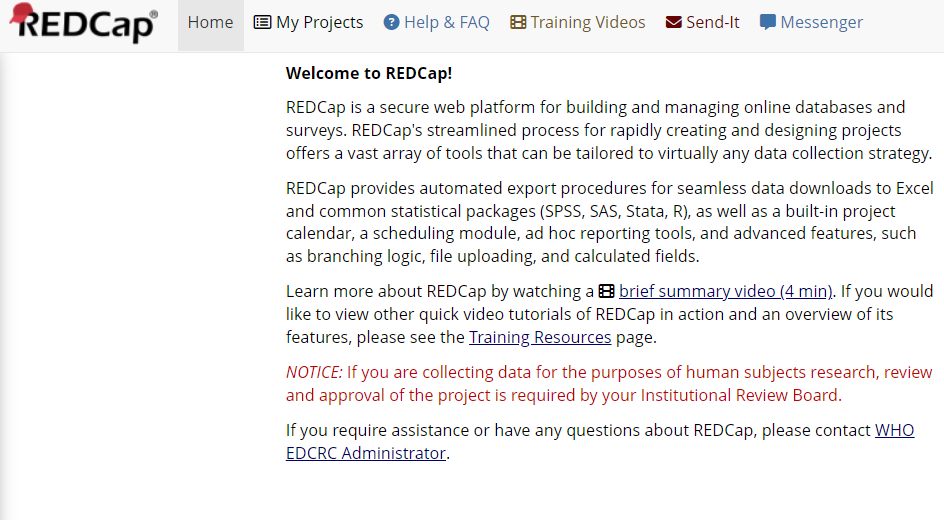 REDCap®
Home My Projects Help & FAQ Training Videos Send-It Messenger
Welcome to REDCap!
REDCap is a secure web platform for building and managing online databases and
surveys. REDCap's streamlined process for rapidly creating and designing projects
offers a vast array of tools that can be tailored to virtually any data collection strategy.
REDCap provides automated export procedures for seamless data downloads to Excel
and common statistical packages (SPSS, SAS, Stata, R), as well as a built-in project
calendar, a scheduling module, ad hoc reporting tools, and advanced features, such
as branching logic, file uploading, and calculated fields.
Learn more about REDCap by watching a brief summary video (4 min). If you would
like to view other quick video tutorials of REDCap in action and an overview of its
features, please see the Training Resources page.
NOTICE: If you are collecting data for the purposes of human subjects research, review
and approval of the project is required by your Institutional Review Board.
If you require assistance or have any questions about REDCap, please contact WHO
EDCRC Administrator.